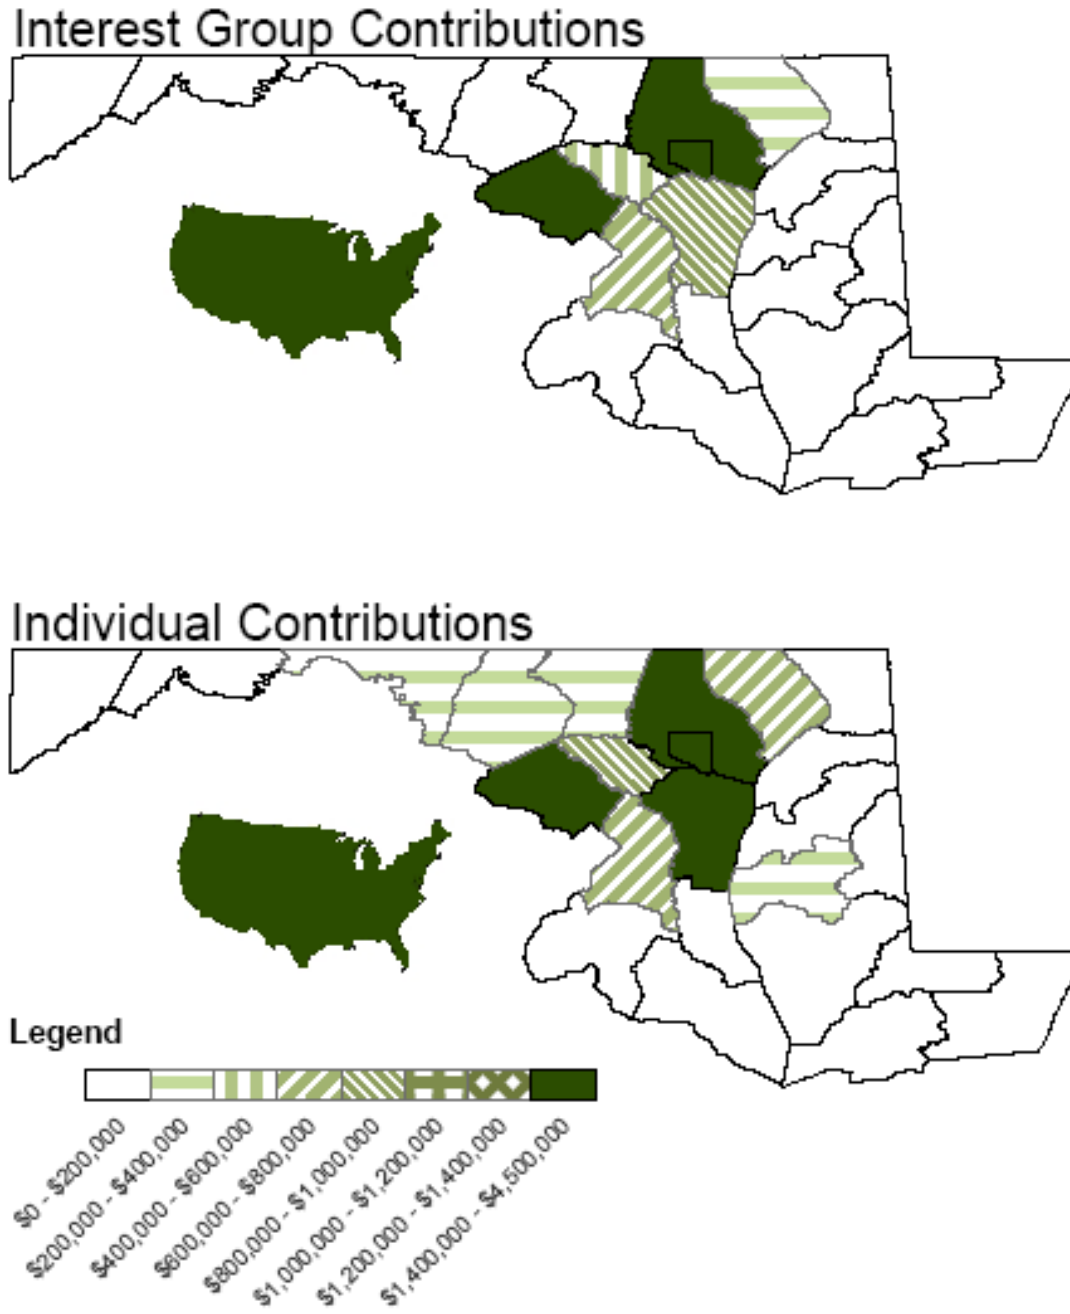 Interest Group Contributions
Individual Contributions
Legend
$0 - $200,000
$200,000 - $400,000
$400,000 - $600,000
$600,000 - $800,000
$800,000 - $1,000,000
$1,000,000 - $1,200,000
$1,200,000 - $1,400,000
$1,400,000 - $4,500,000